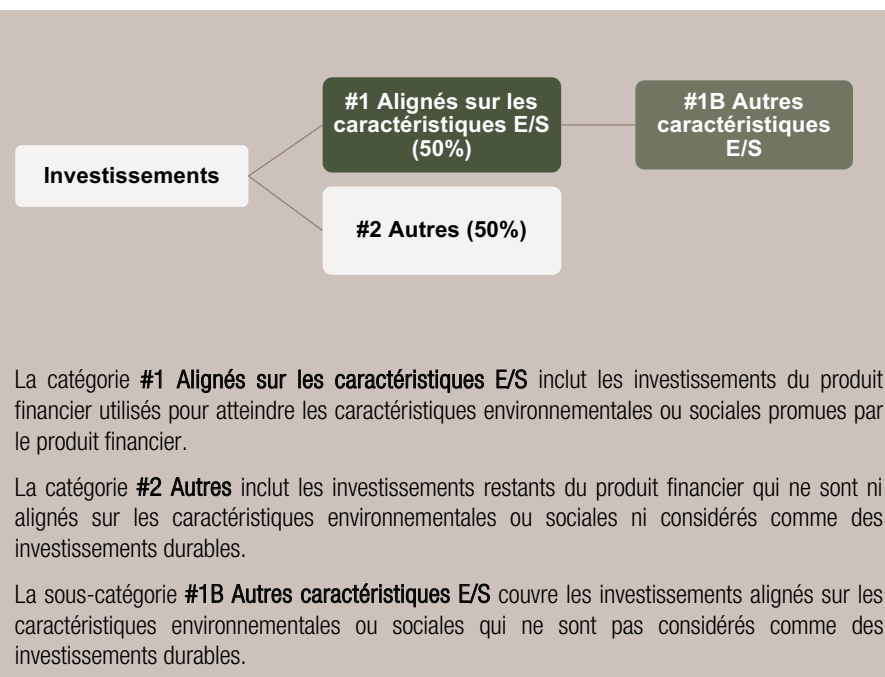 #1 Alignés sur les
caractéristiques E/S
(50%)
#1B Autres
caractéristiques
E/S
Investissements
#2 Autres (50%)
La catégorie #1 Alignés sur les caractéristiques E/S inclut les investissements du produit
financier utilisés pour atteindre les caractéristiques environnementales ou sociales promues par
le produit financier.
La catégorie #2 Autres inclut les investissements restants du produit financier qui ne sont ni
alignés sur les caractéristiques environnementales ou sociales ni considérés comme des
investissements durables.
La sous-catégorie #1B Autres caractéristiques E/S couvre les investissements alignés sur les
caractéristiques environnementales ou sociales qui ne sont pas considérés comme des
investissements durables.